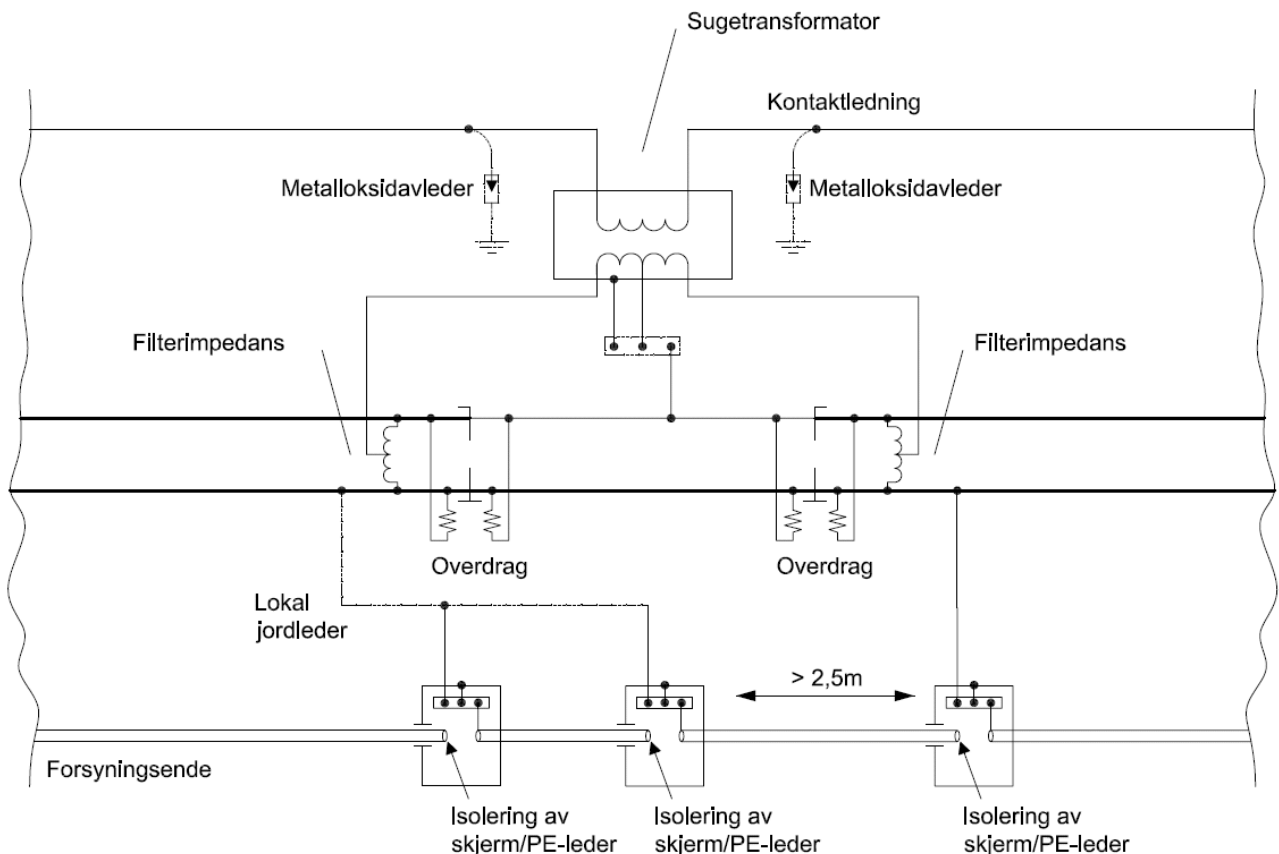 Sugetransformator
Kontaktledning
Metalloksidavleder
Metalloksidavleder
Filterimpedans
Filterimpedans
Overdrag
Overdrag
Lokal
jordleder
> 2,5m
Forsyningsende
Isolering av
skjerm/PE-leder
Isolering av
skjerm/PE-leder
Isolering av
skjerm/PE-leder